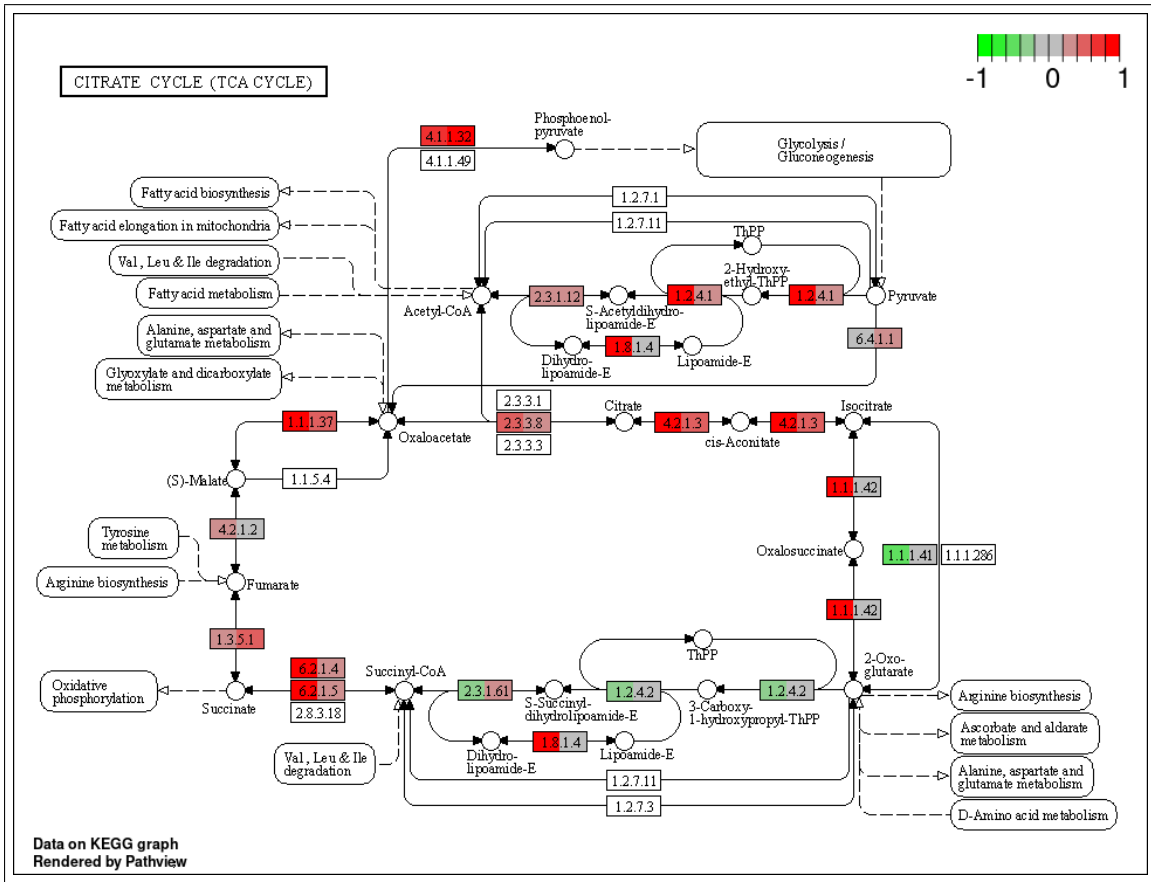 -1 0 1
CITRATE CYCLE (TCA CYCLE)
Phosphoenol-
pyruvate
4.1.1.32
4.1.1.49
Glycolysis /
Gluconeogenesis
Fatty acid biosynthesis
Fatty acid elongation in mitochondria
Val, Leu & Ile degradation
Fatty acid metabolism
Alanine, aspartate and
glutamate metabolism
Glyoxylate and dicarboxylate
metabolism
1.2.7.1
1.2.7.11
ThPP
2-Hydroxy-
ethyl-ThPP
Acetyl-CoA
2.3.1.12
S-Acetyldihydro-
lipoamide-E
1.2.4.1
1.2.4.1
Pyruvate
Dihydro-
lipoamide-E
1.8.1.4
Lipoamide-E
6.4.1.1
1.1.1.37
Oxaloacetate
2.3.3.1
2.3.3.8
2.3.3.3
Citrate
4.2.1.3
cis-Aconitate
4.2.1.3
Isocitrate
(S)-Malate
1.1.5.4
1.1.1.42
4.2.1.2
Tyrosine
metabolism
Arginine biosynthesis
Fumarate
Oxalosuccinate
1.1.1.41
1.1.1.286
1.1.1.42
1.3.5.1
Oxidative
phosphorylation
Succinate
6.2.1.4
6.2.1.5
2.8.3.18
Succinyl-CoA
2.3.1.61
S-Succinyl-
dihydrolipoamide-E
1.2.4.2
ThPP
3-Carboxy-
1-hydroxypropyl-ThPP
1.2.4.2
2-Oxo-
glutarate
Val, Leu & Ile
degradation
Dihydro-
lipoamide-E
1.8.1.4
Lipoamide-E
1.2.7.11
1.2.7.3
Arginine biosynthesis
Ascorbate and aldarate
metabolism
Alanine, aspartate and
glutamate metabolism
D-Amino acid metabolism
Data on KEGG graph
Rendered by Pathview